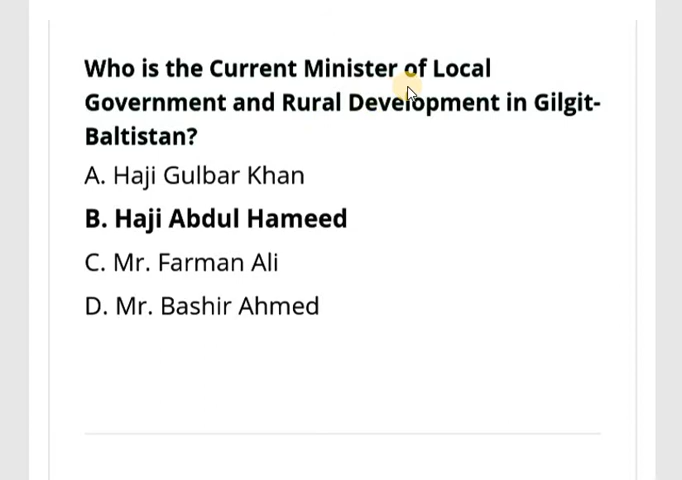 Who is the Current Minister of Local
Government and Rural Development in Gilgit-
Baltistan?
A. Haji Gulbar Khan
B. Haji Abdul Hameed
C. Mr. Farman Ali
D. Mr. Bashir Ahmed